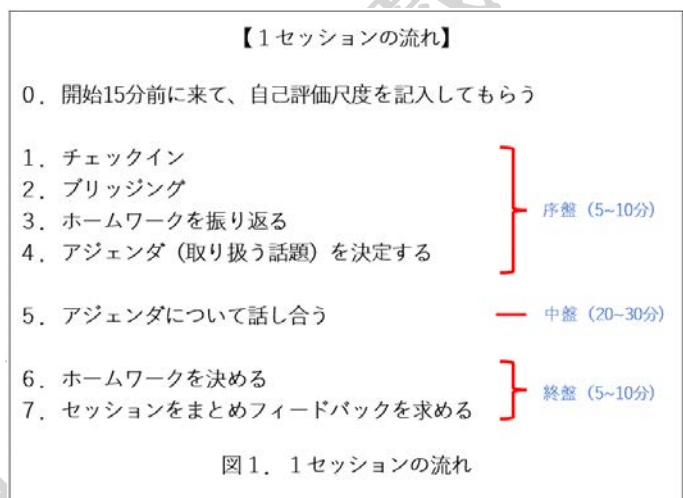 【1セッションの流れ】
0．開始15分前に来て、自己評価尺度を記入してもらう
1．チェックイン
2．ブリッジング
3．ホームワークを振り返る
4．アジェンダ（取り扱う話題）を決定する
序盤（5~10分）
5．アジェンダについて話し合う
中盤（20~30分）
6．ホームワークを決める
7．セッションをまとめフィードバックを求める
終盤（5~10分）
図1．1セッションの流れ